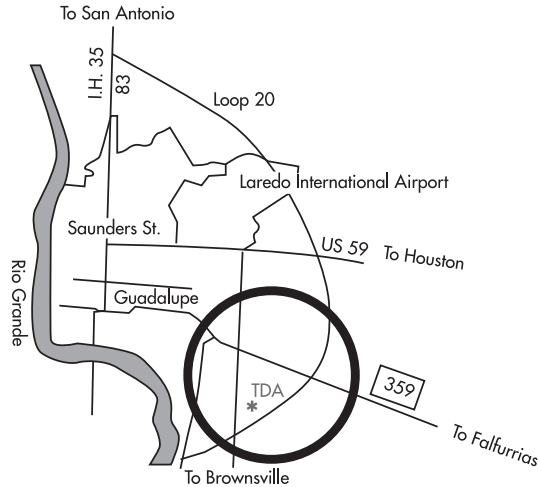 To San Antonio
I.H. 35
83
Loop 20
Laredo International Airport
Saunders St.
US 59 To Houston
Rio Grande
Guadalupe
TDA
*
359
To Falfurrias
To Brownsville